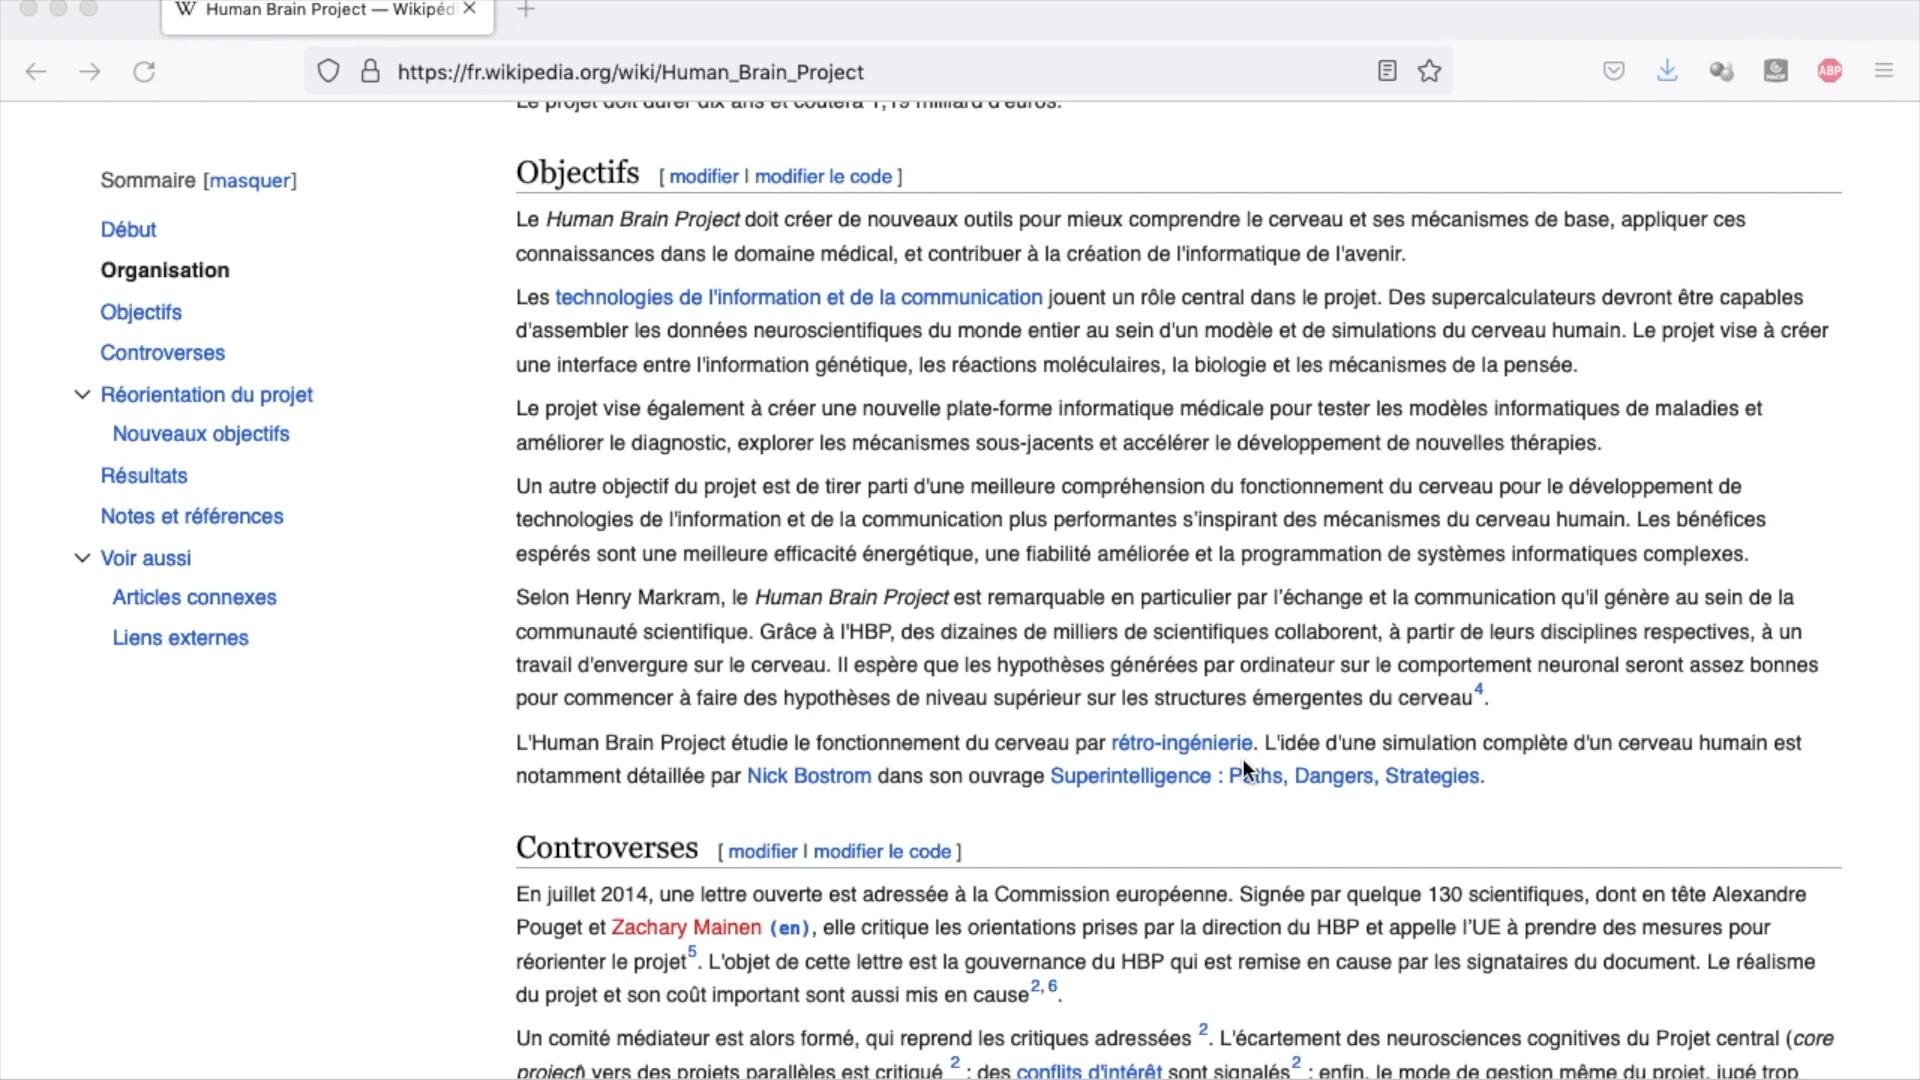 Human Brain Project — Wikipéd
https://fr.wikipedia.org/wiki/Human_Brain_Project
ABP
Le projet doit durer dix ans et coûtera 1,19 milliard d'euros.
Sommaire [masquer]
Début
Organisation
Objectifs
Controverses
Réorientation du projet
Nouveaux objectifs
Résultats
Notes et références
Voir aussi
Articles connexes
Liens externes
Objectifs [ modifier | modifier le code ]
Le Human Brain Project doit créer de nouveaux outils pour mieux comprendre le cerveau et ses mécanismes de base, appliquer ces
connaissances dans le domaine médical, et contribuer à la création de l'informatique de l'avenir.
Les technologies de l'information et de la communication jouent un rôle central dans le projet. Des supercalculateurs devront être capables
d'assembler les données neuroscientifiques du monde entier au sein d'un modèle et de simulations du cerveau humain. Le projet vise à créer
une interface entre l'information génétique, les réactions moléculaires, la biologie et les mécanismes de la pensée.
Le projet vise également à créer une nouvelle plate-forme informatique médicale pour tester les modèles informatiques de maladies et
améliorer le diagnostic, explorer les mécanismes sous-jacents et accélérer le développement de nouvelles thérapies.
Un autre objectif du projet est de tirer parti d'une meilleure compréhension du fonctionnement du cerveau pour le développement de
technologies de l'information et de la communication plus performantes s’inspirant des mécanismes du cerveau humain. Les bénéfices
espérés sont une meilleure efficacité énergétique, une fiabilité améliorée et la programmation de systèmes informatiques complexes.
Selon Henry Markram, le Human Brain Project est remarquable en particulier par l’échange et la communication qu'il génère au sein de la
communauté scientifique. Grâce à l'HBP, des dizaines de milliers de scientifiques collaborent, à partir de leurs disciplines respectives, à un
travail d'envergure sur le cerveau. Il espère que les hypothèses générées par ordinateur sur le comportement neuronal seront assez bonnes
pour commencer à faire des hypothèses de niveau supérieur sur les structures émergentes du cerveau4.
L'Human Brain Project étudie le fonctionnement du cerveau par rétro-ingénierie. L'idée d'une simulation complète d'un cerveau humain est
notamment détaillée par Nick Bostrom dans son ouvrage Superintelligence : Paths, Dangers, Strategies.
Controverses [ modifier | modifier le code ]
En juillet 2014, une lettre ouverte est adressée à la Commission européenne. Signée par quelque 130 scientifiques, dont en tête Alexandre
Pouget et Zachary Mainen (en), elle critique les orientations prises par la direction du HBP et appelle l’UE à prendre des mesures pour
réorienter le projet5. L'objet de cette lettre est la gouvernance du HBP qui est remise en cause par les signataires du document. Le réalisme
du projet et son coût important sont aussi mis en cause2, 6.
Un comité médiateur est alors formé, qui reprend les critiques adressées 2. L'écartement des neurosciences cognitives du Projet central (core
project) vers des projets parallèles est critiqué 2 ; des conflits d'intérêt sont signalés2 ; enfin, le mode de gestion même du projet, jugé trop